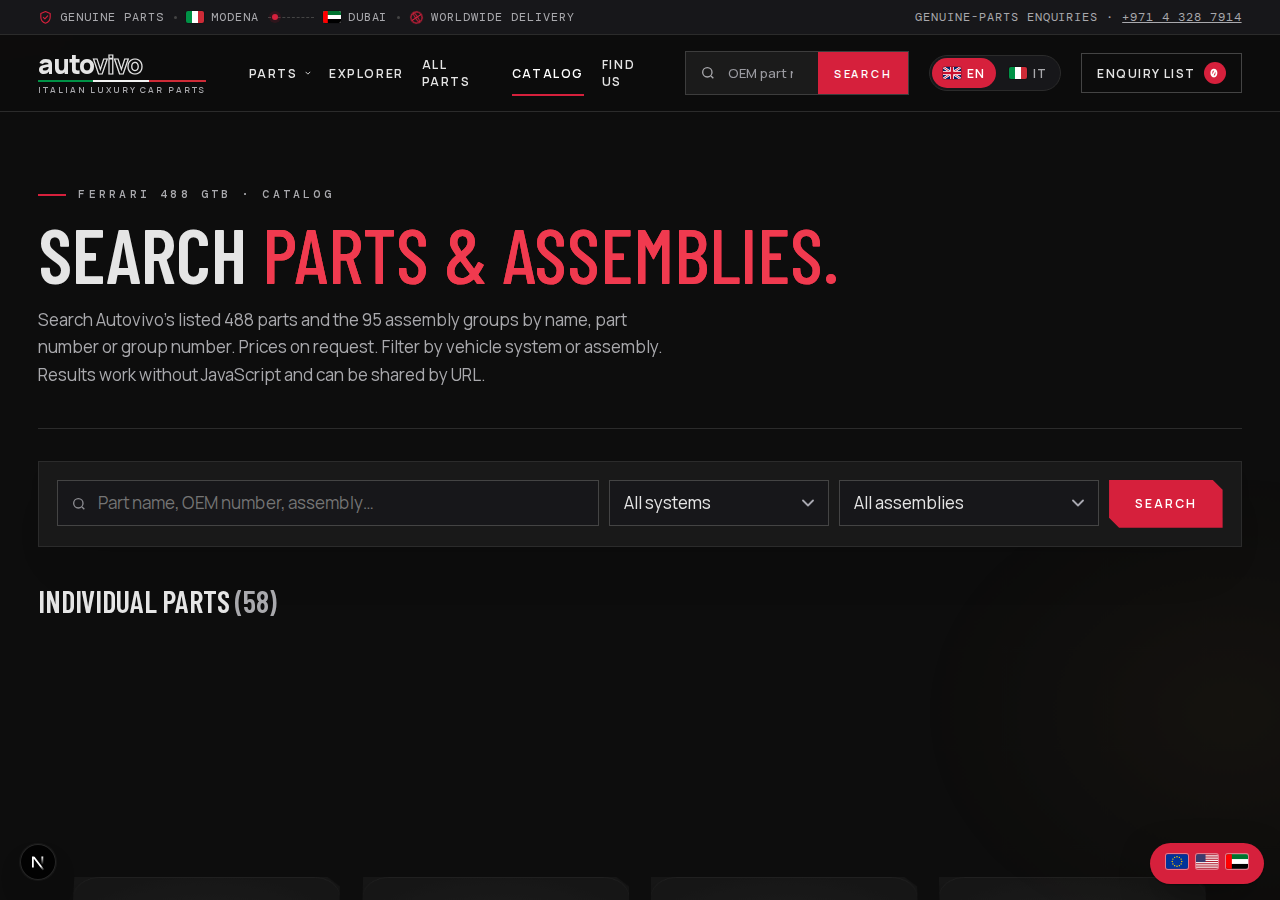 GENUINE PARTS • MODENA DUBAI • WORLDWIDE DELIVERY
GENUINE-PARTS ENQUIRIES · +971 4 328 7914
autovivo
ITALIAN LUXURY CAR PARTS
PARTS
EXPLORER
ALL PARTS
CATALOG
FIND US
OEM part r
SEARCH
EN
IT
ENQUIRY LIST 0
FERRARI 488 GTB · CATALOG
SEARCH PARTS & ASSEMBLIES.
Search Autovivo's listed 488 parts and the 95 assembly groups by name, part
number or group number. Prices on request. Filter by vehicle system or assembly.
Results work without JavaScript and can be shared by URL.
Part name, OEM number, assembly…
All systems
All assemblies
SEARCH
INDIVIDUAL PARTS (58)
N